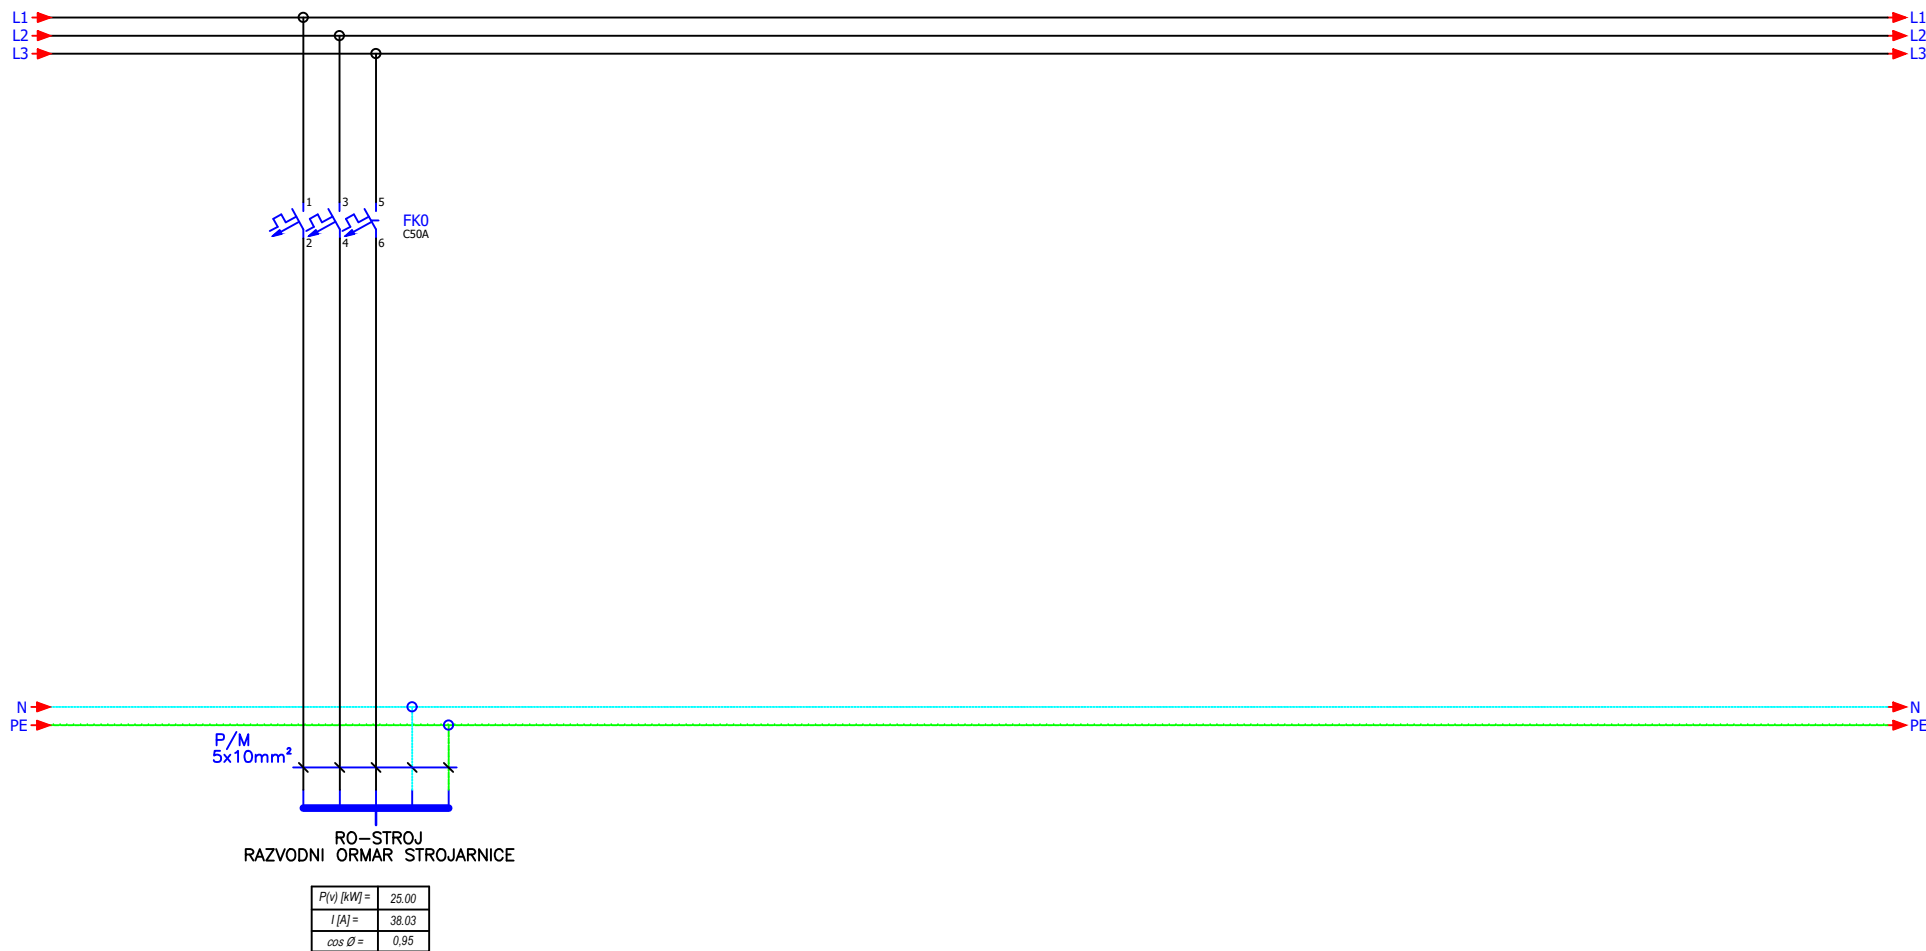 L1 L1
L2 L2
L3 L3
1 3 5
FK0
C50A
2 4 6
N N
PE PE
P/M
5x10mm²
RO-STROJ
RAZVODNI ORMAR STROJARNICE
P(v) [kW] = 25.00
I [A] = 38.03
cos Ø = 0,95